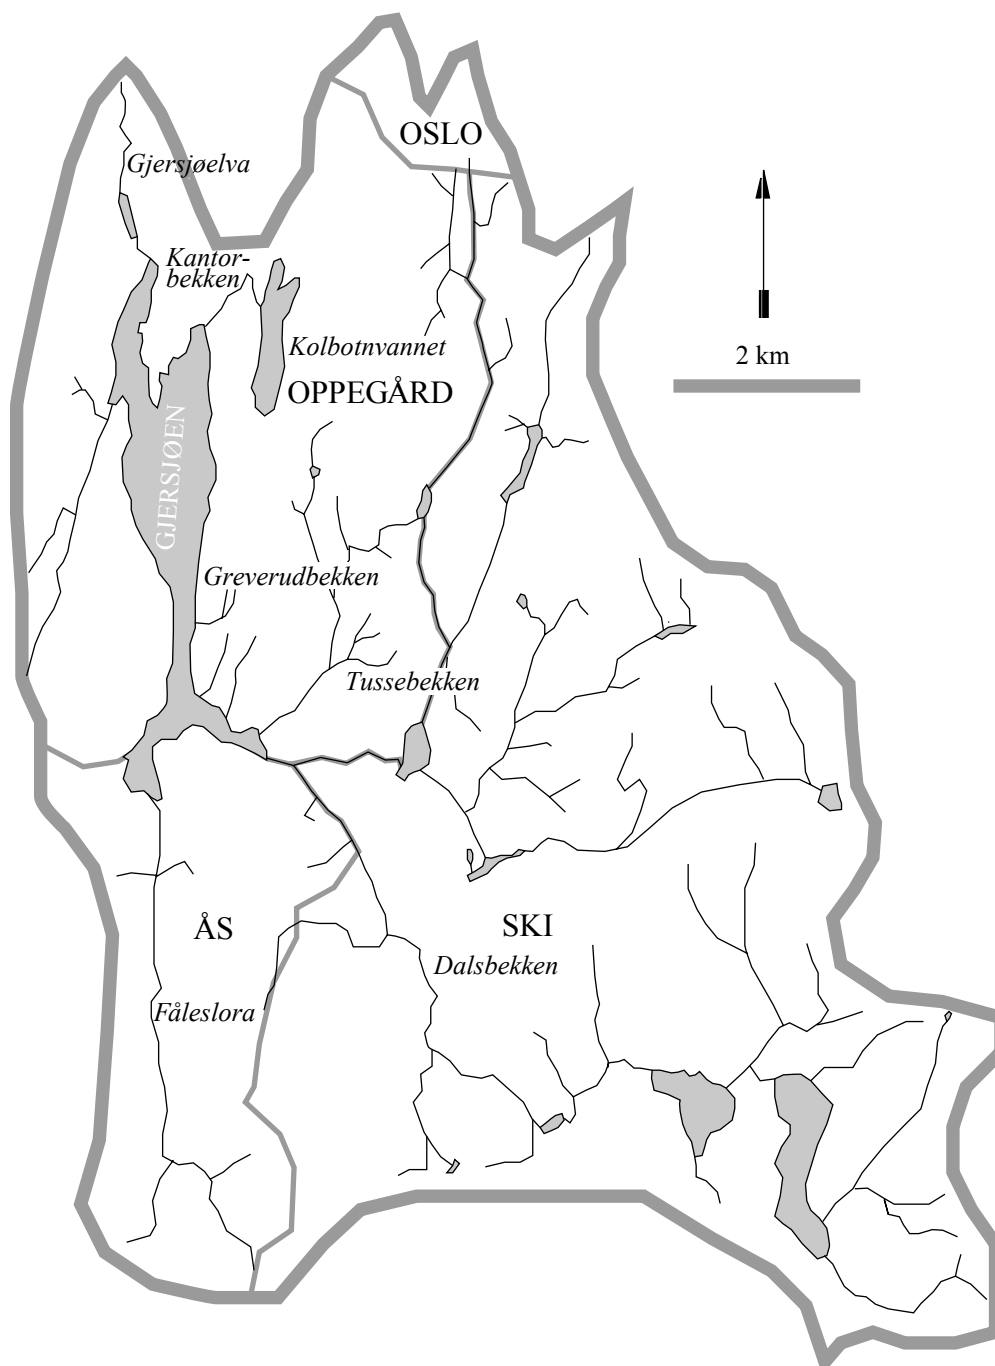 OSLO
Gjersjøelva
Kantor-
bekken
2 km
Kolbotnvannet
OPPEGÅRD
GJERSJØEN
Greverudbekken
Tussebekken
ÅS
SKI
Dalsbekken
Fåleslora